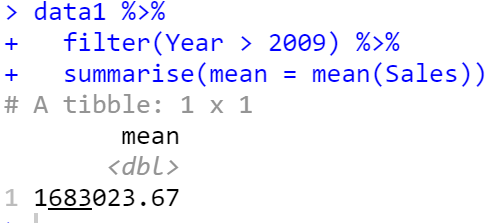 > data1 %>%
+   filter(Year > 2009) %>%
+   summarise(mean = mean(Sales))
# A tibble: 1 x 1
        mean
       <dbl>
1 1683023.67
>